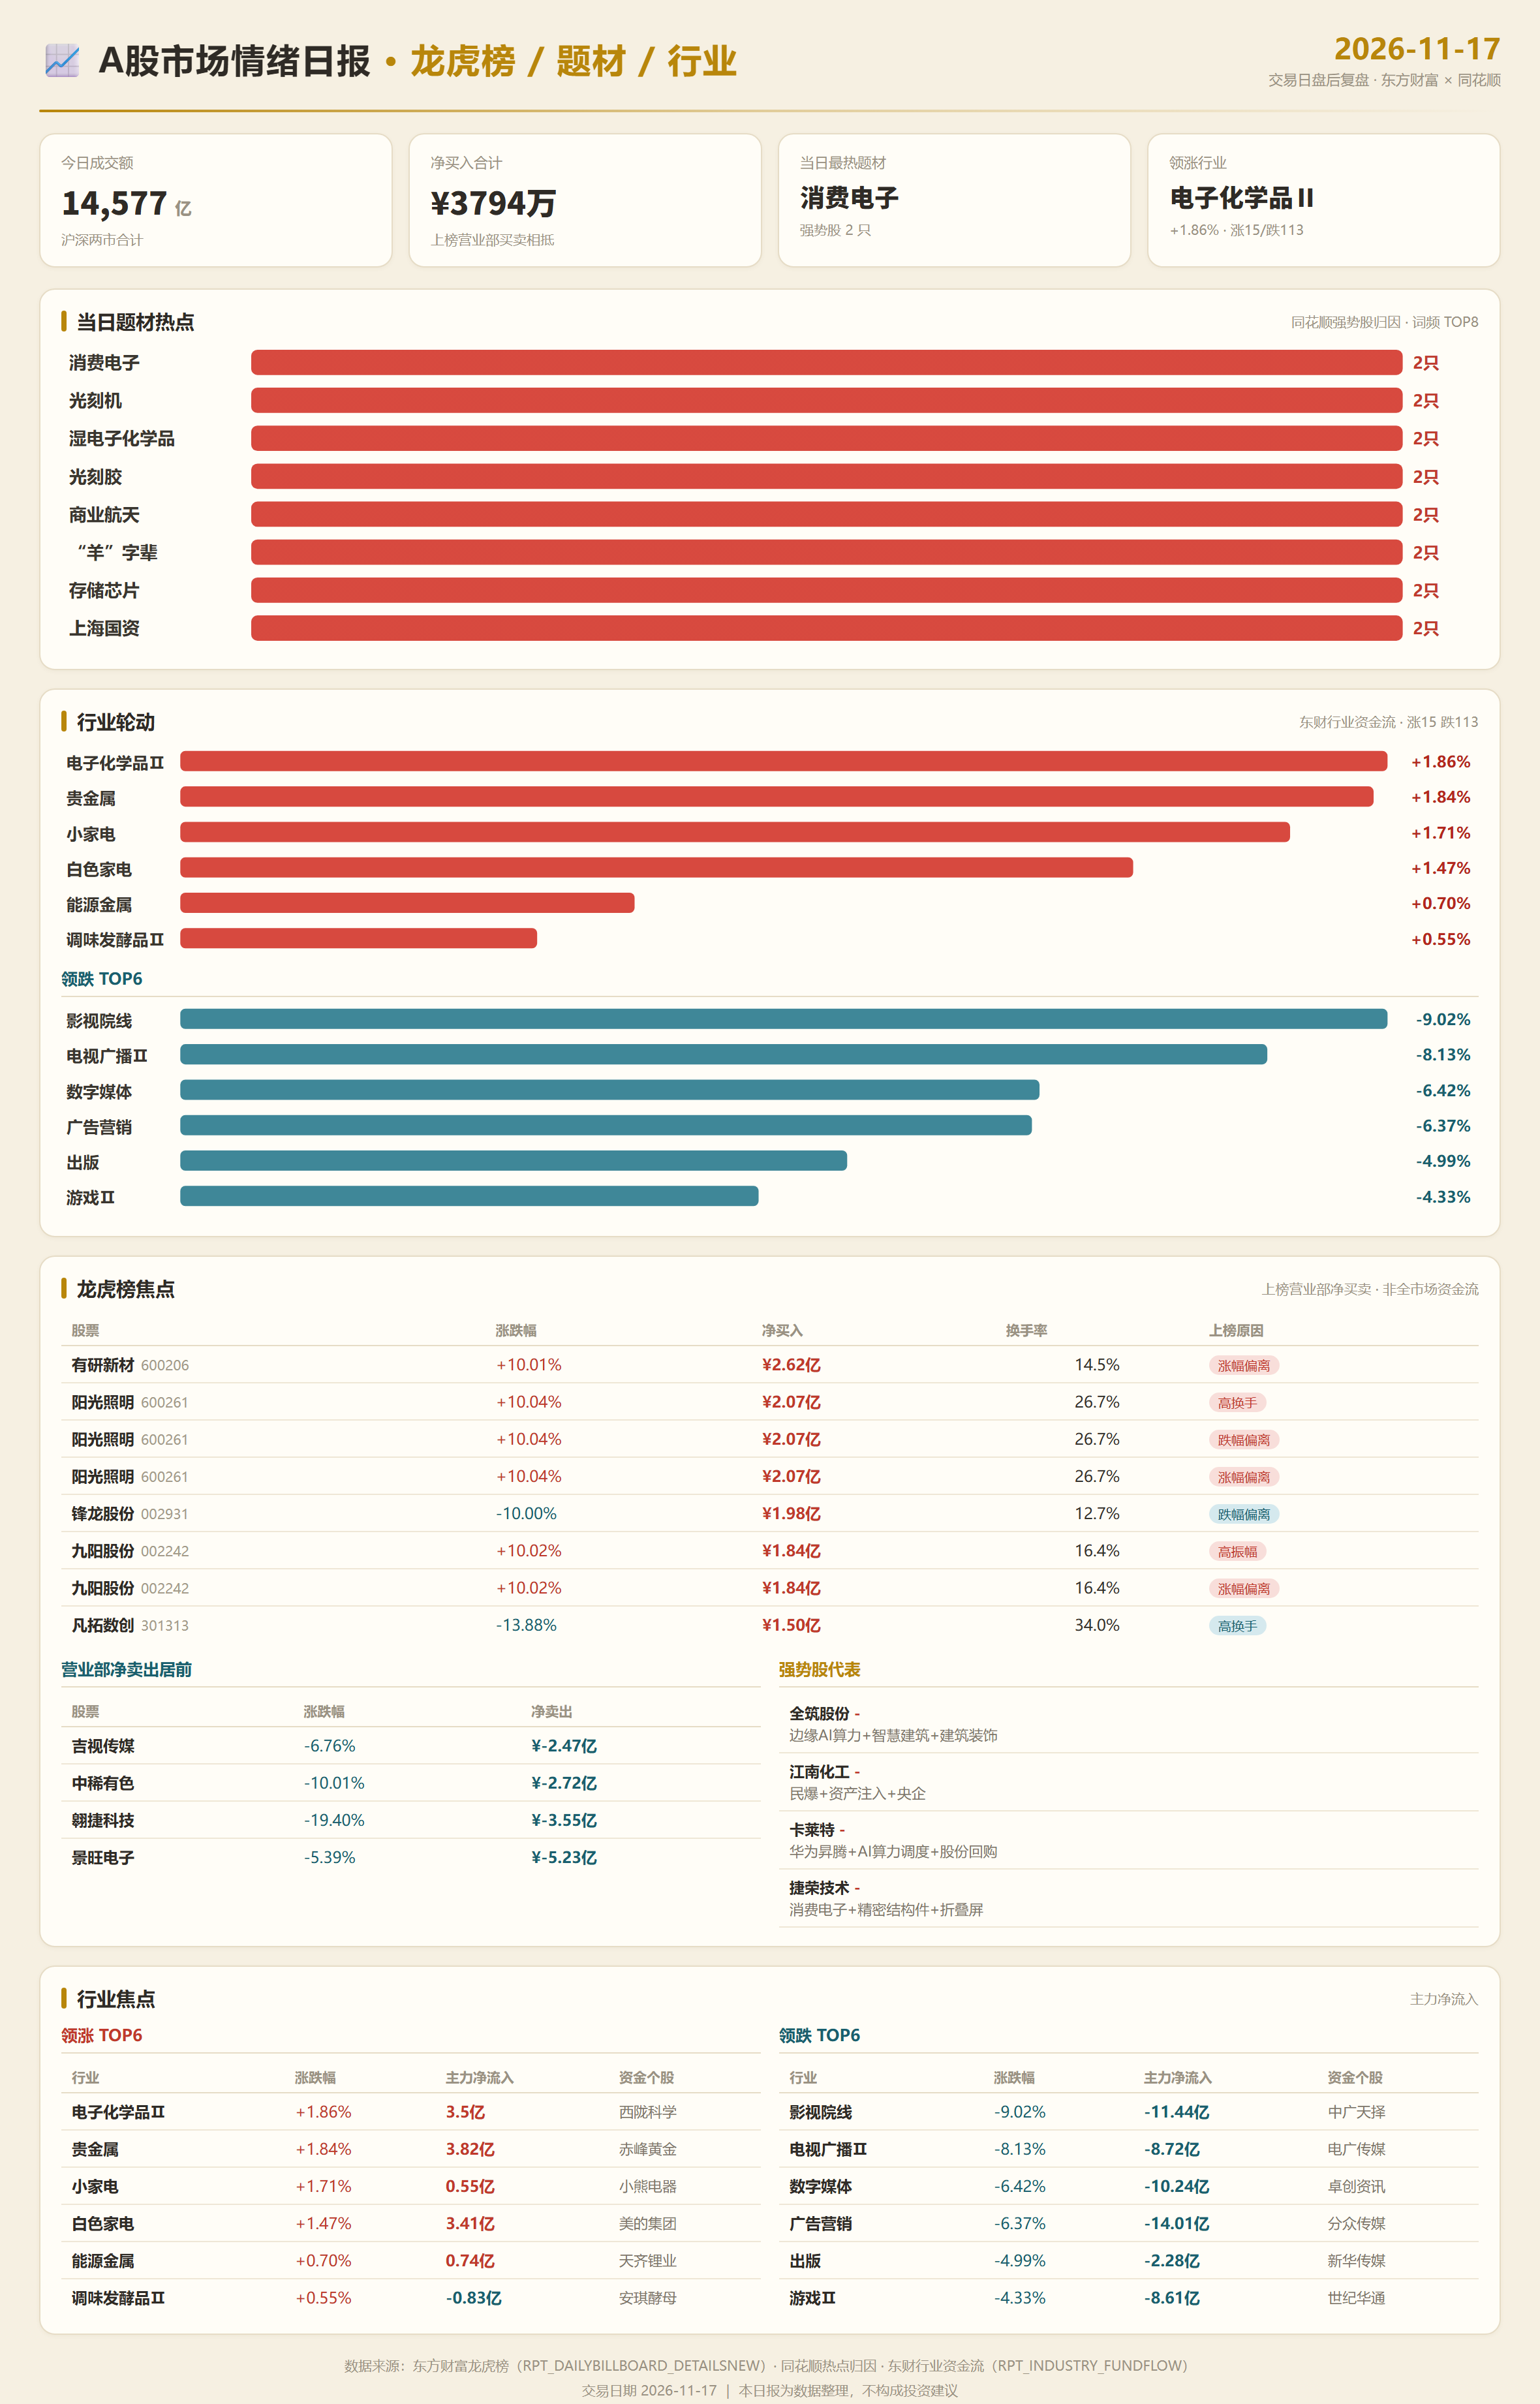 A股市场情绪日报 • 龙虎榜 / 题材 / 行业
2026-11-17
交易日盘后复盘 · 东方财富 × 同花顺
今日成交额
14,577 亿
沪深两市合计
净买入合计
¥3794万
上榜营业部买卖相抵
当日最热题材
消费电子
强势股 2 只
领涨行业
电子化学品Ⅱ
+1.86% · 涨15/跌113
当日题材热点
同花顺强势股归因 · 词频 TOP8
消费电子 2只
光刻机 2只
湿电子化学品 2只
光刻胶 2只
商业航天 2只
“羊”字辈 2只
存储芯片 2只
上海国资 2只
行业轮动
东财行业资金流 · 涨15 跌113
电子化学品Ⅱ +1.86%
贵金属 +1.84%
小家电 +1.71%
白色家电 +1.47%
能源金属 +0.70%
调味发酵品Ⅱ +0.55%
领跌 TOP6
影视院线 -9.02%
电视广播Ⅱ -8.13%
数字媒体 -6.42%
广告营销 -6.37%
出版 -4.99%
游戏Ⅱ -4.33%
龙虎榜焦点
上榜营业部净买卖 · 非全市场资金流
股票 涨跌幅 净买入 换手率 上榜原因
有研新材 600206 +10.01% ¥2.62亿 14.5% 涨幅偏离
阳光照明 600261 +10.04% ¥2.07亿 26.7% 高换手
阳光照明 600261 +10.04% ¥2.07亿 26.7% 跌幅偏离
阳光照明 600261 +10.04% ¥2.07亿 26.7% 涨幅偏离
锋龙股份 002931 -10.00% ¥1.98亿 12.7% 跌幅偏离
九阳股份 002242 +10.02% ¥1.84亿 16.4% 高振幅
九阳股份 002242 +10.02% ¥1.84亿 16.4% 涨幅偏离
凡拓数创 301313 -13.88% ¥1.50亿 34.0% 高换手
营业部净卖出居前
股票 涨跌幅 净卖出
吉视传媒 -6.76% ¥-2.47亿
中稀有色 -10.01% ¥-2.72亿
翱捷科技 -19.40% ¥-3.55亿
景旺电子 -5.39% ¥-5.23亿
强势股代表
全筑股份 -
边缘AI算力+智慧建筑+建筑装饰
江南化工 -
民爆+资产注入+央企
卡莱特 -
华为昇腾+AI算力调度+股份回购
捷荣技术 -
消费电子+精密结构件+折叠屏
行业焦点
主力净流入
领涨 TOP6
行业 涨跌幅 主力净流入 资金个股
电子化学品Ⅱ +1.86% 3.5亿 西陇科学
贵金属 +1.84% 3.82亿 赤峰黄金
小家电 +1.71% 0.55亿 小熊电器
白色家电 +1.47% 3.41亿 美的集团
能源金属 +0.70% 0.74亿 天齐锂业
调味发酵品Ⅱ +0.55% -0.83亿 安琪酵母
领跌 TOP6
行业 涨跌幅 主力净流入 资金个股
影视院线 -9.02% -11.44亿 中广天择
电视广播Ⅱ -8.13% -8.72亿 电广传媒
数字媒体 -6.42% -10.24亿 卓创资讯
广告营销 -6.37% -14.01亿 分众传媒
出版 -4.99% -2.28亿 新华传媒
游戏Ⅱ -4.33% -8.61亿 世纪华通
数据来源：东方财富龙虎榜（RPT_DAILYBILLBOARD_DETAILSNEW）· 同花顺热点归因 · 东财行业资金流（RPT_INDUSTRY_FUNDFLOW）
交易日期 2026-11-17 ｜ 本日报为数据整理，不构成投资建议